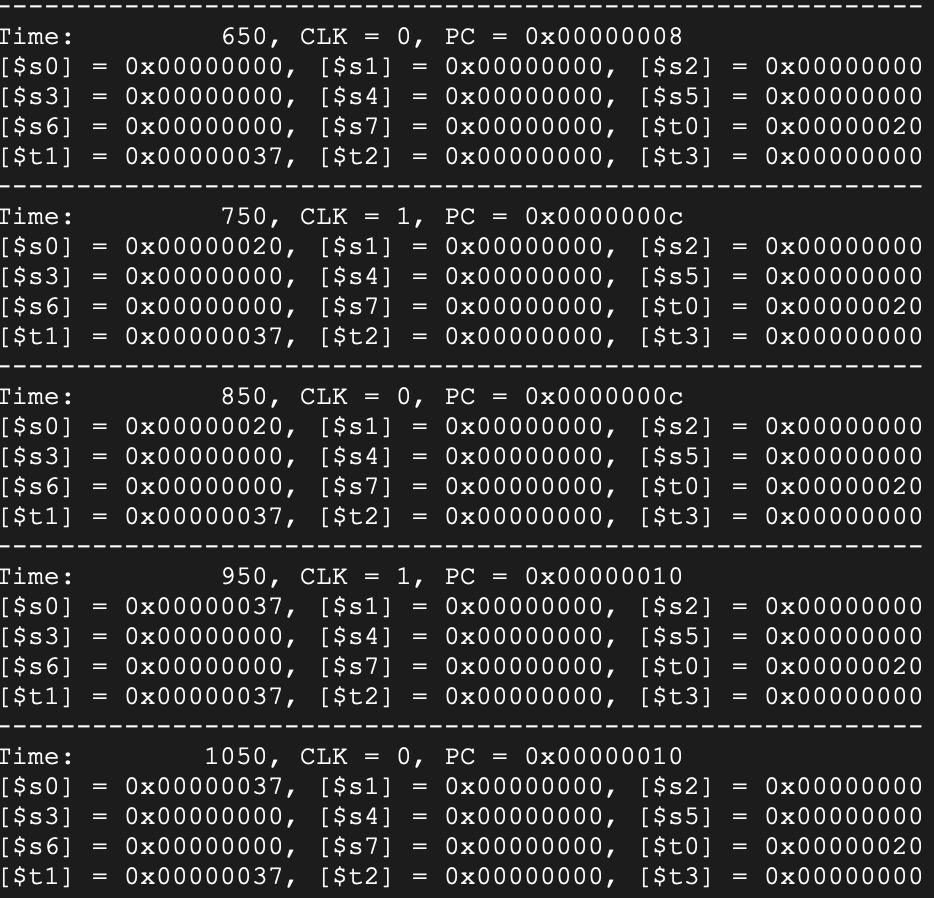 ----------------------------------------------------------
Time:         650, CLK = 0, PC = 0x00000008
[$s0] = 0x00000000, [$s1] = 0x00000000, [$s2] = 0x00000000
[$s3] = 0x00000000, [$s4] = 0x00000000, [$s5] = 0x00000000
[$s6] = 0x00000000, [$s7] = 0x00000000, [$t0] = 0x00000020
[$t1] = 0x00000037, [$t2] = 0x00000000, [$t3] = 0x00000000
----------------------------------------------------------
Time:         750, CLK = 1, PC = 0x0000000c
[$s0] = 0x00000020, [$s1] = 0x00000000, [$s2] = 0x00000000
[$s3] = 0x00000000, [$s4] = 0x00000000, [$s5] = 0x00000000
[$s6] = 0x00000000, [$s7] = 0x00000000, [$t0] = 0x00000020
[$t1] = 0x00000037, [$t2] = 0x00000000, [$t3] = 0x00000000
----------------------------------------------------------
Time:         850, CLK = 0, PC = 0x0000000c
[$s0] = 0x00000020, [$s1] = 0x00000000, [$s2] = 0x00000000
[$s3] = 0x00000000, [$s4] = 0x00000000, [$s5] = 0x00000000
[$s6] = 0x00000000, [$s7] = 0x00000000, [$t0] = 0x00000020
[$t1] = 0x00000037, [$t2] = 0x00000000, [$t3] = 0x00000000
----------------------------------------------------------
Time:         950, CLK = 1, PC = 0x00000010
[$s0] = 0x00000037, [$s1] = 0x00000000, [$s2] = 0x00000000
[$s3] = 0x00000000, [$s4] = 0x00000000, [$s5] = 0x00000000
[$s6] = 0x00000000, [$s7] = 0x00000000, [$t0] = 0x00000020
[$t1] = 0x00000037, [$t2] = 0x00000000, [$t3] = 0x00000000
----------------------------------------------------------
Time:        1050, CLK = 0, PC = 0x00000010
[$s0] = 0x00000037, [$s1] = 0x00000000, [$s2] = 0x00000000
[$s3] = 0x00000000, [$s4] = 0x00000000, [$s5] = 0x00000000
[$s6] = 0x00000000, [$s7] = 0x00000000, [$t0] = 0x00000020
[$t1] = 0x00000037, [$t2] = 0x00000000, [$t3] = 0x00000000